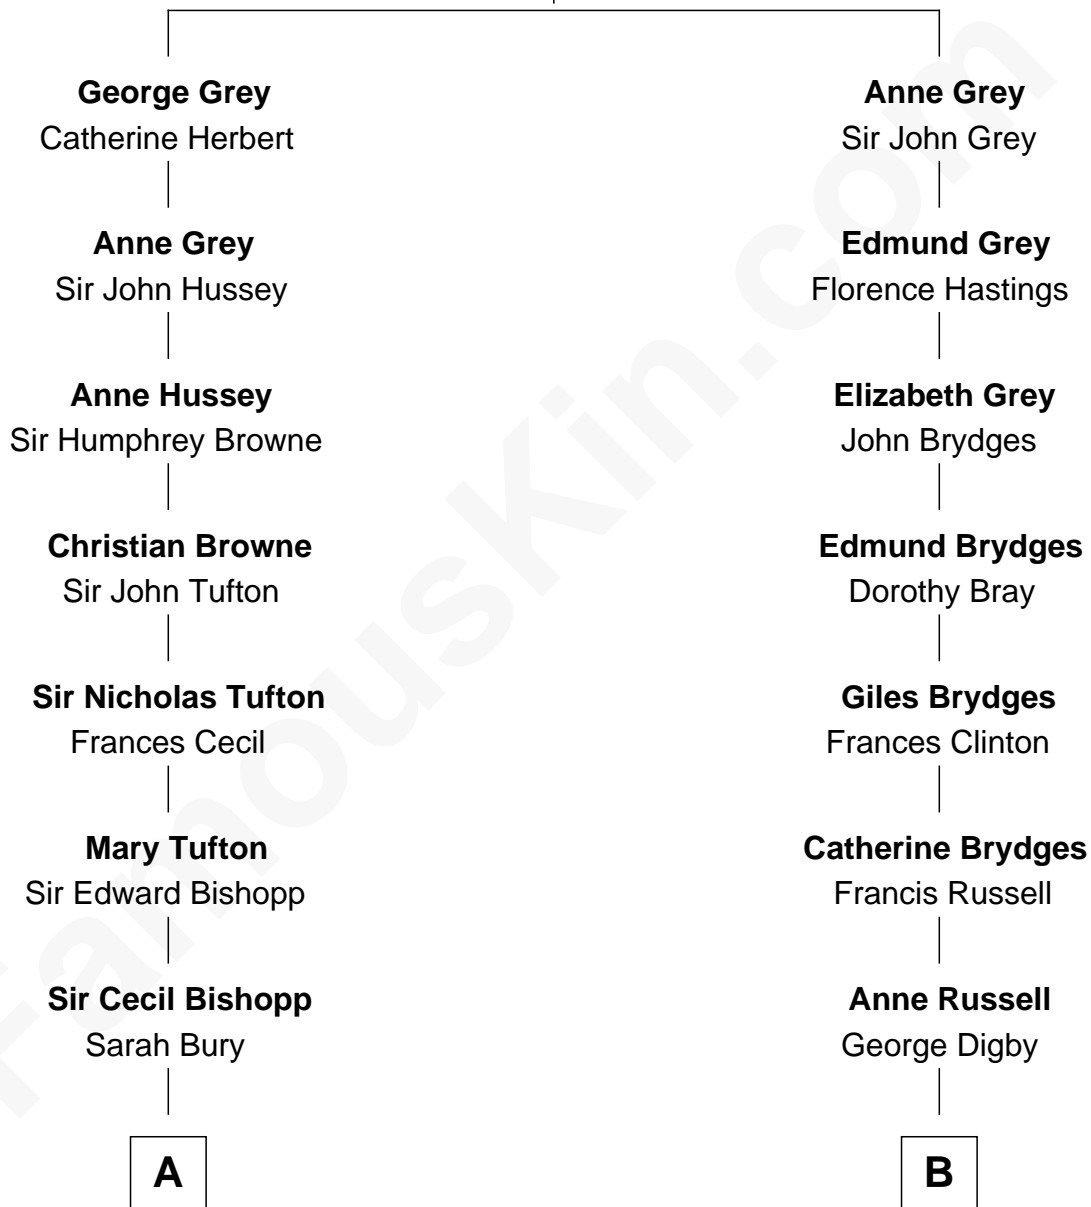 George Grey
Catherine Herbert
Anne Grey
Sir John Hussey
Anne Hussey
Sir Humphrey Browne
Christian Browne
Sir John Tufton
Sir Nicholas Tufton
Frances Cecil
Mary Tufton
Sir Edward Bishopp
Sir Cecil Bishopp
Sarah Bury
A
Anne Grey
Sir John Grey
Edmund Grey
Florence Hastings
Elizabeth Grey
John Brydges
Edmund Brydges
Dorothy Bray
Giles Brydges
Frances Clinton
Catherine Brydges
Francis Russell
Anne Russell
George Digby
B
FamousKin.com